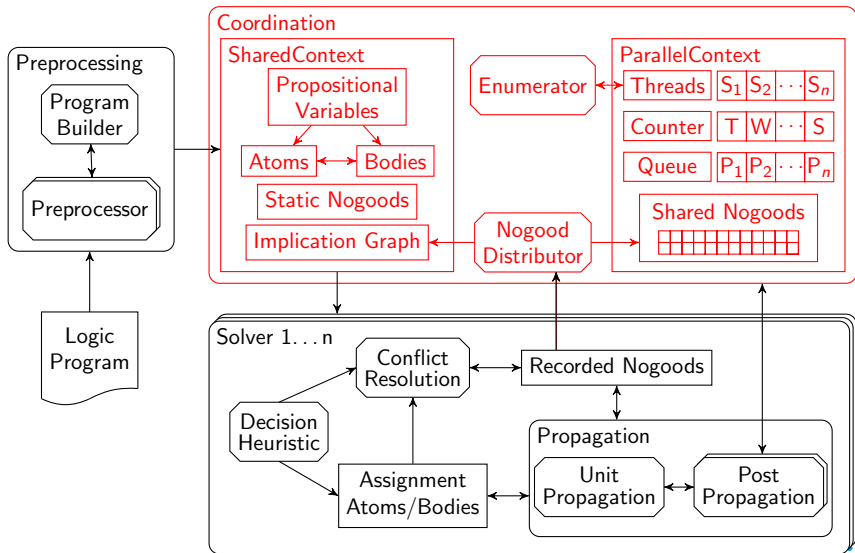 Coordination
SharedContext
ParallelContext
Preprocessing
Program
Builder
Preprocessor
Logic
Program
Propositional
Variables
Atoms
Bodies
Static Nogoods
Implication Graph
Enumerator
Nogood
Distributor
Threads S1 S2 ··· Sn
Counter T W ··· S
Queue P1 P2 ··· Pn
Shared Nogoods
Solver 1...n
Conflict
Resolution
Recorded Nogoods
Decision
Heuristic
Assignment
Atoms/Bodies
Propagation
Unit
Propagation
Post
Propagation